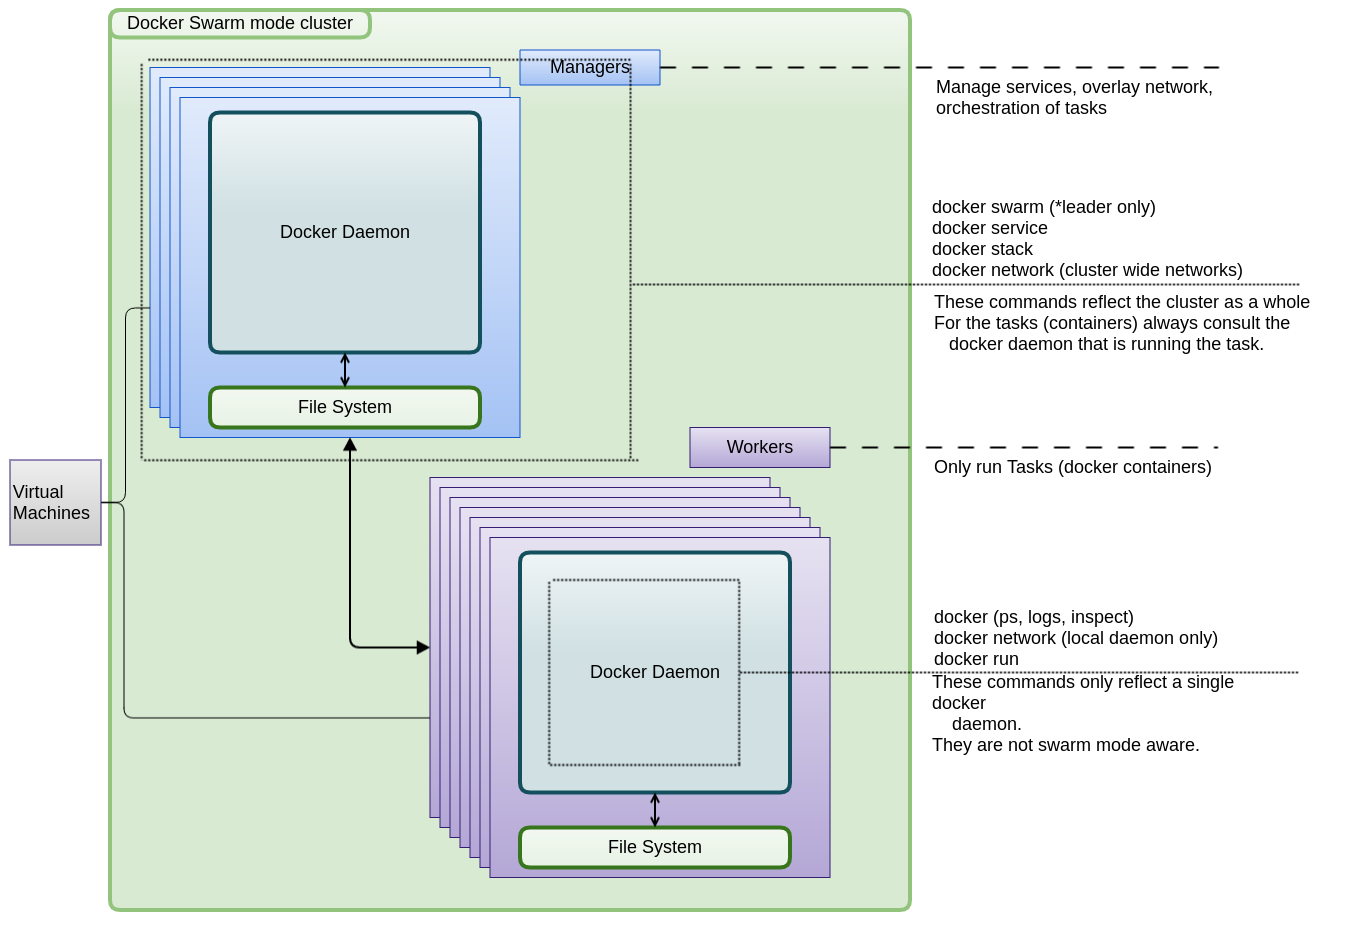 Docker Swarm mode cluster
Managers
Manage services, overlay network,
orchestration of tasks
Docker Daemon
docker swarm (*leader only)
docker service
docker stack
docker network (cluster wide networks)
These commands reflect the cluster as a whole
For the tasks (containers) always consult the
docker daemon that is running the task.
File System
Workers
Only run Tasks (docker containers)
Virtual
Machines
docker (ps, logs, inspect)
docker network (local daemon only)
docker run
Docker Daemon
These commands only reflect a single
docker
daemon.
They are not swarm mode aware.
File System